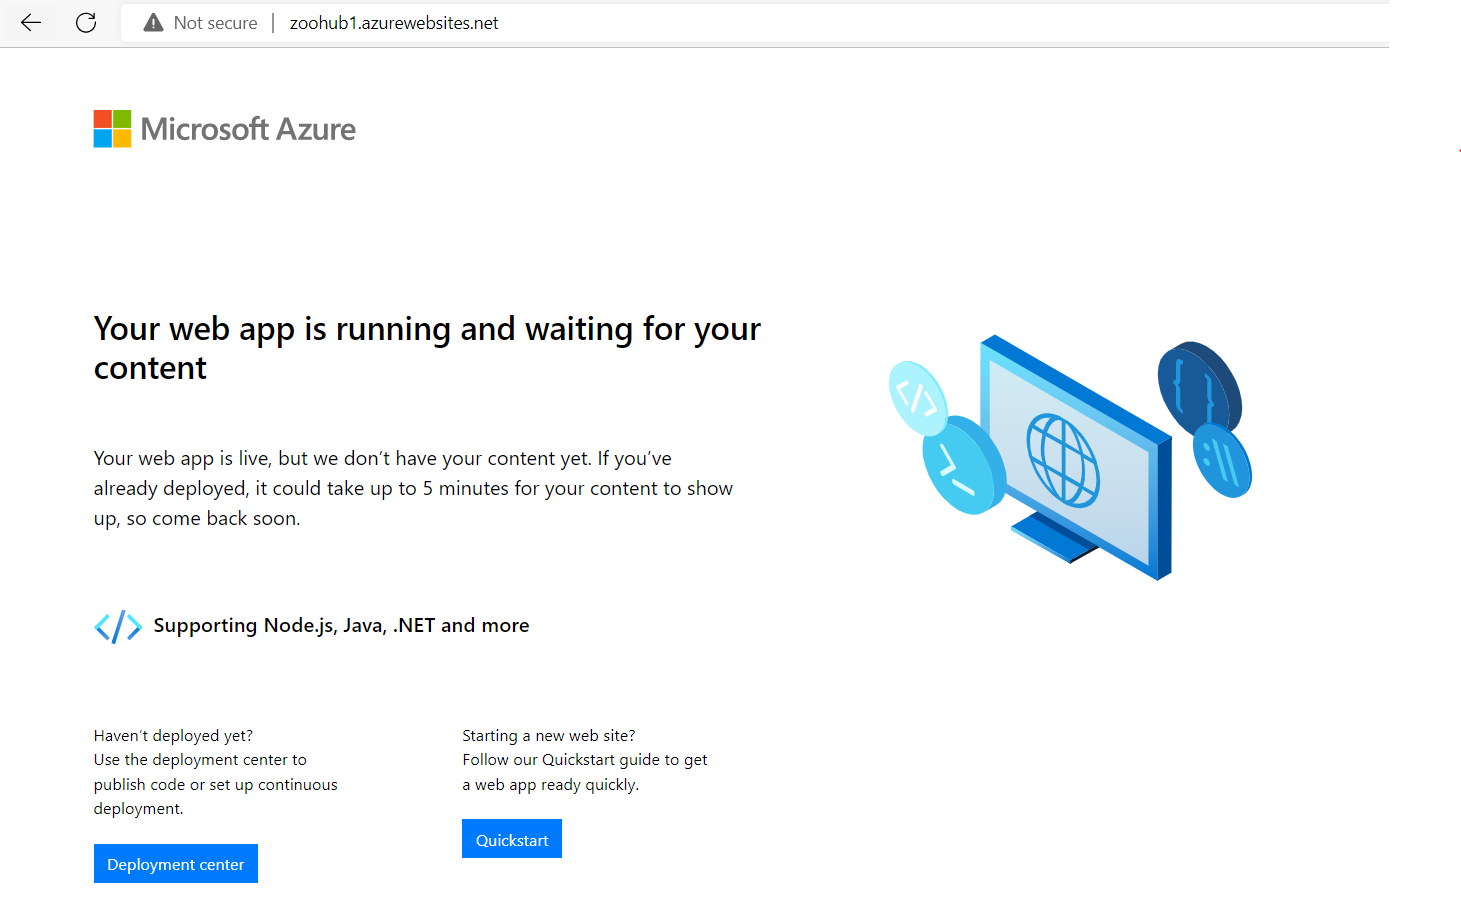 Not secure | zoohub1.azurewebsites.net
Microsoft Azure
Your web app is running and waiting for your
content
Your web app is live, but we don’t have your content yet. If you’ve
already deployed, it could take up to 5 minutes for your content to show
up, so come back soon.
</> Supporting Node.js, Java, .NET and more
Haven’t deployed yet?
Use the deployment center to
publish code or set up continuous
deployment.
Deployment center
Starting a new web site?
Follow our Quickstart guide to get
a web app ready quickly.
Quickstart